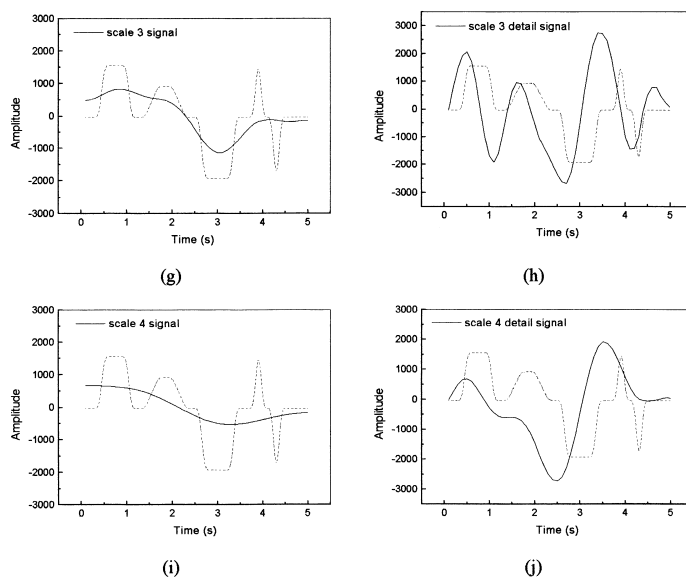 3000
2000
1000
0
-1000
-2000
-3000
Amplitude
scale 3 signal
0 1 2 3 4 5
Time (s)
(g)
3000
2000
1000
0
-1000
-2000
-3000
Amplitude
scale 3 detail signal
0 1 2 3 4 5
Time (s)
(h)
3000
2000
1000
0
-1000
-2000
-3000
Amplitude
scale 4 signal
0 1 2 3 4 5
Time (s)
(i)
3000
2000
1000
0
-1000
-2000
-3000
Amplitude
scale 4 detail signal
0 1 2 3 4 5
Time (s)
(j)